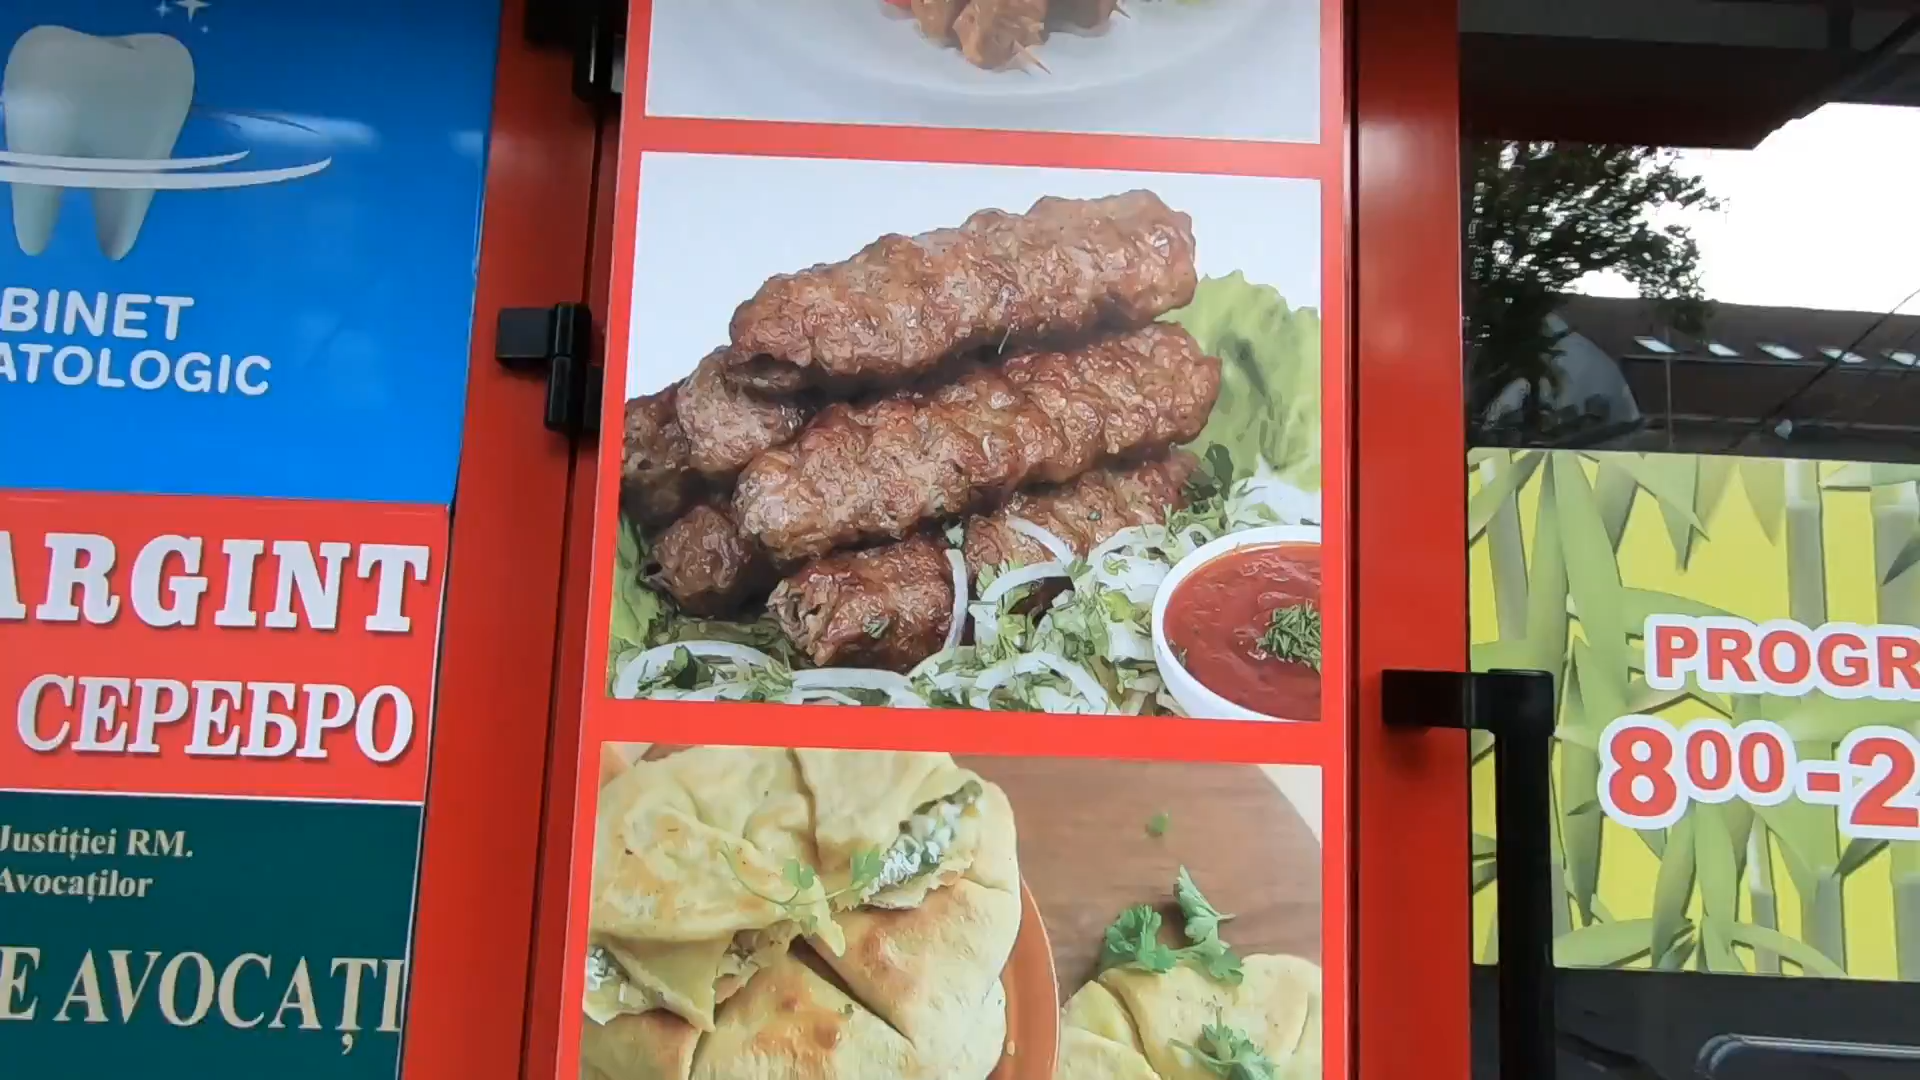 BINET
ATOLOGIC
ARGINT
СЕРЕБРО
Justiției RM.
Avocaților
E AVOCAȚI
PROGR
8⁰⁰-2